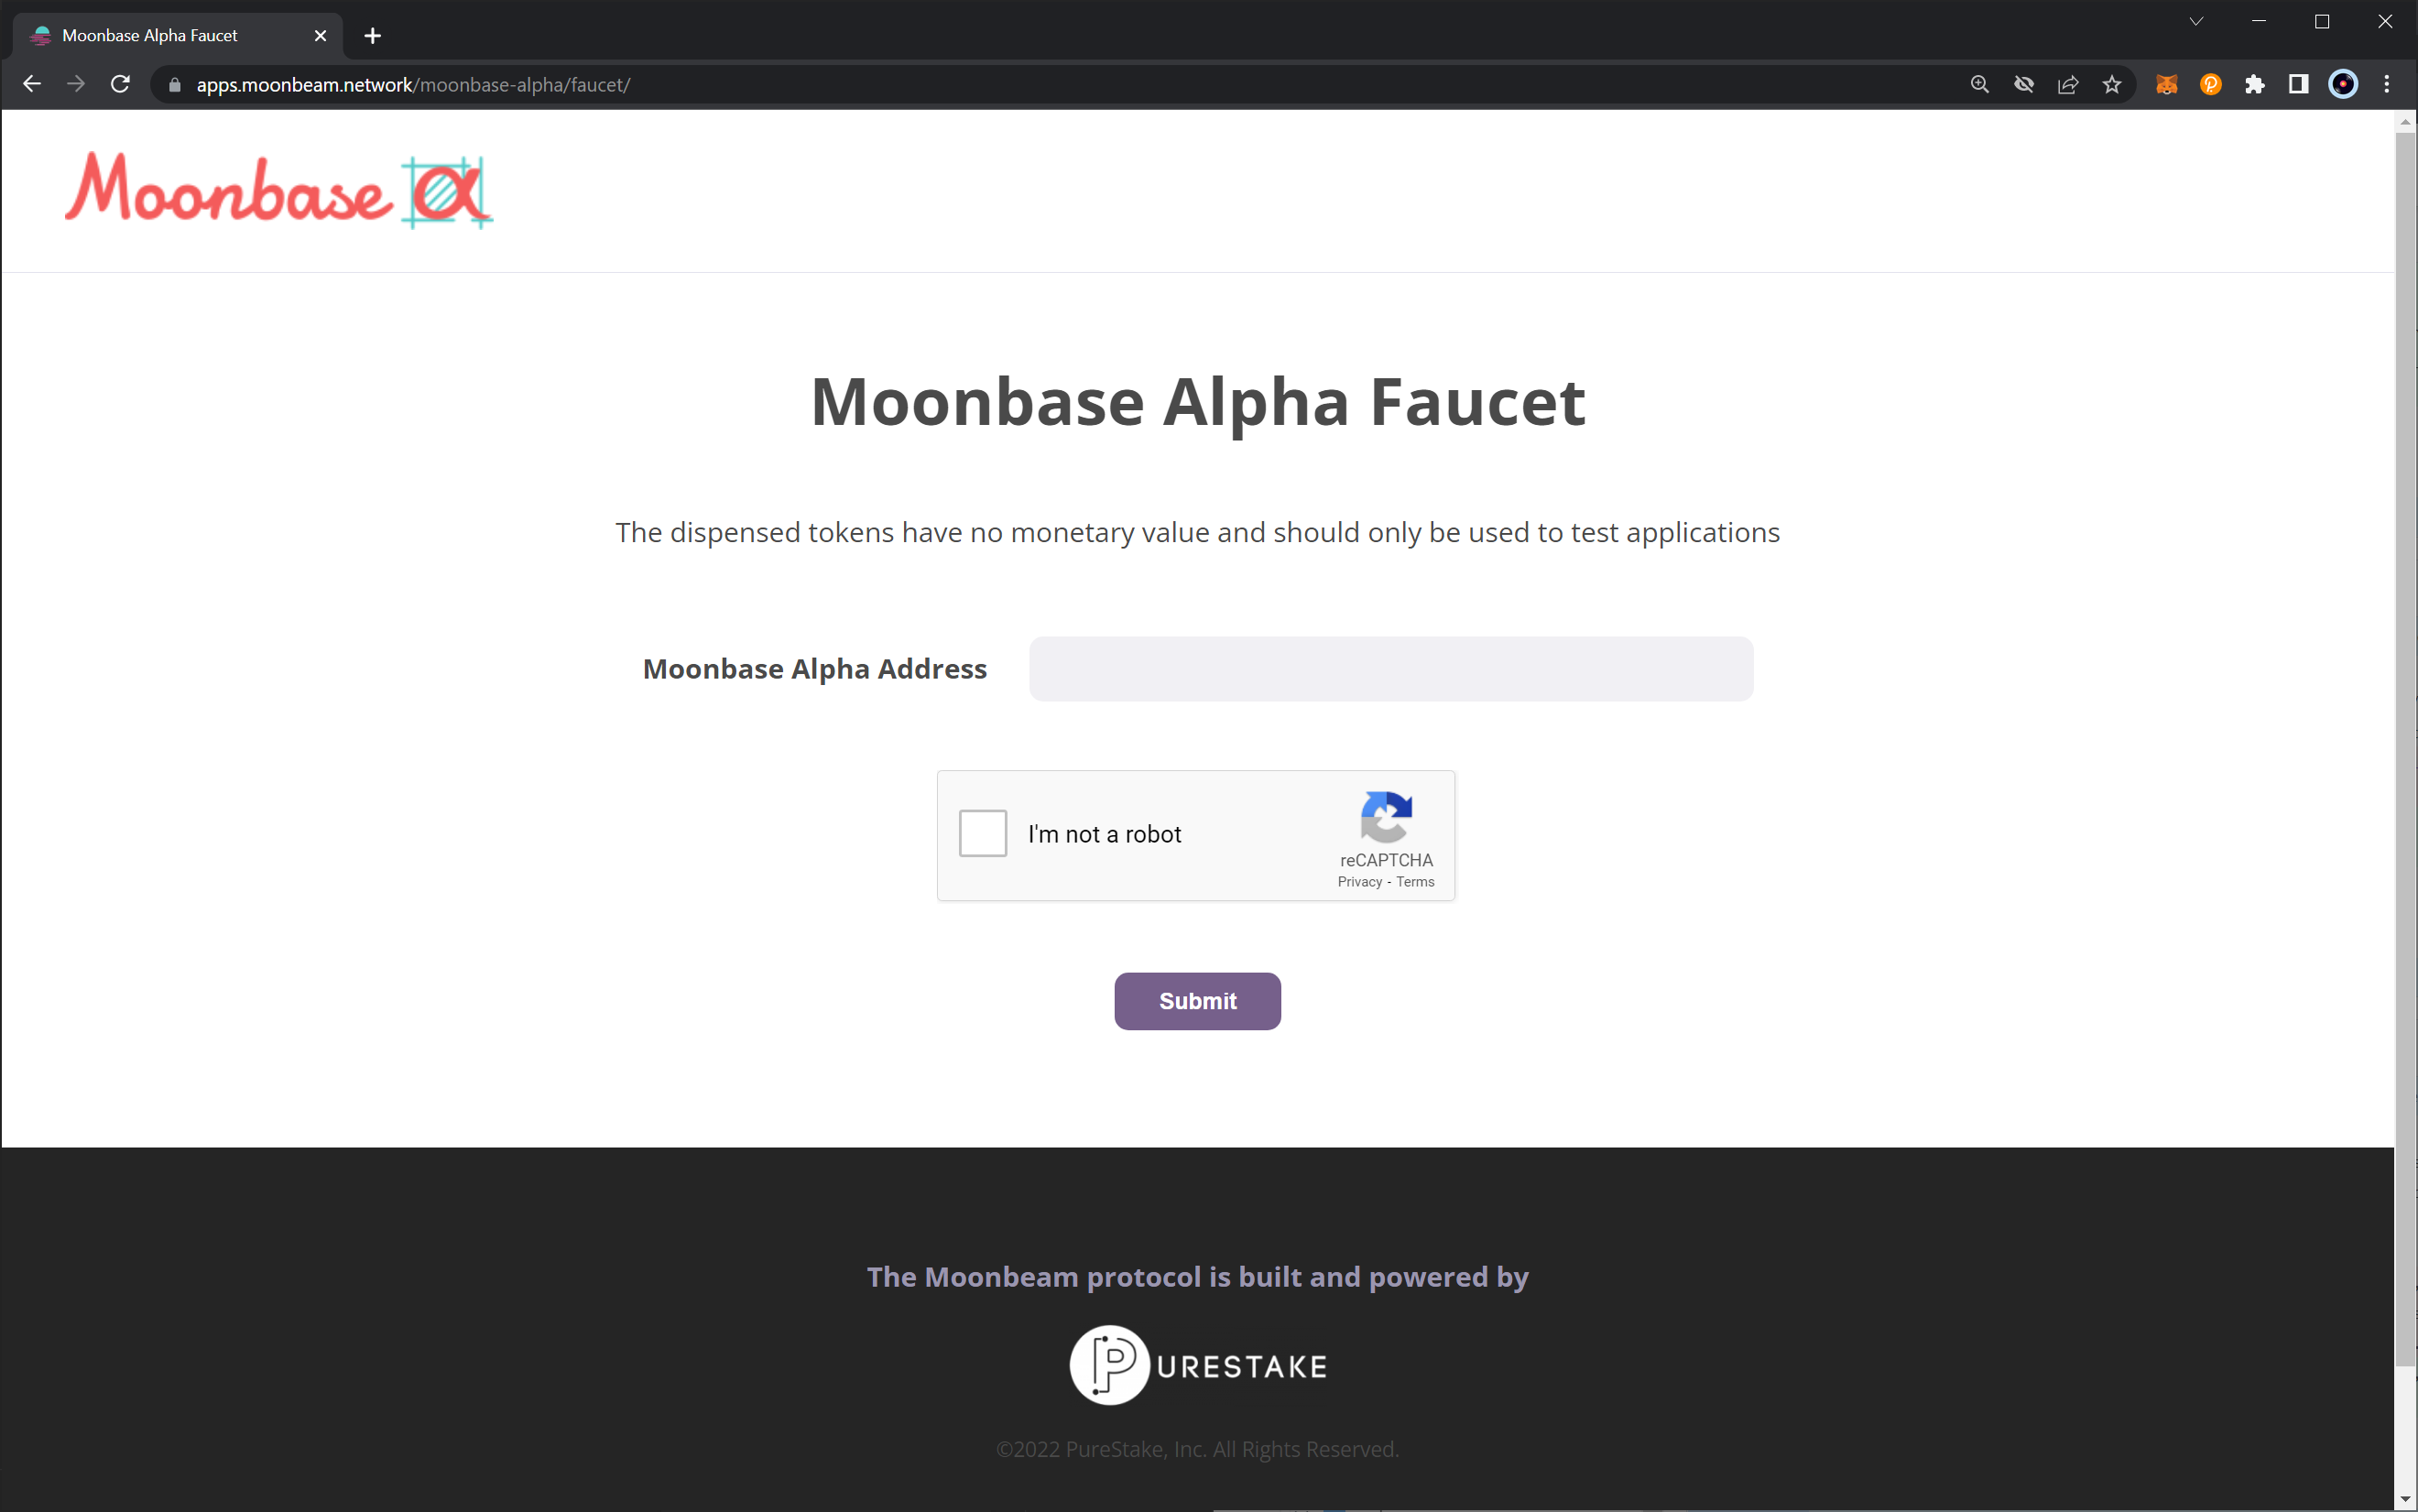 Moonbase Alpha Faucet
apps.moonbeam.network/moonbase-alpha/faucet/
Moonbase α
Moonbase Alpha Faucet
The dispensed tokens have no monetary value and should only be used to test applications
Moonbase Alpha Address
I'm not a robot
reCAPTCHA
Privacy - Terms
Submit
The Moonbeam protocol is built and powered by
PURESTAKE
©2022 PureStake, Inc. All Rights Reserved.